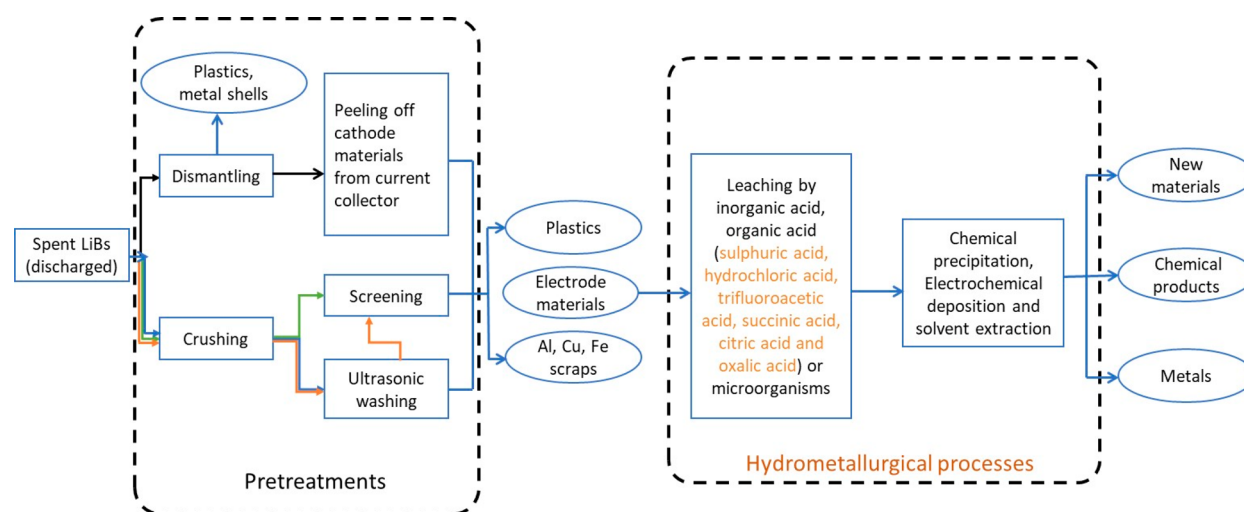 Plastics,
metal shells
Peeling off
cathode
materials
from current
collector
Dismantling
Spent LiBs
(discharged)
Crushing
Screening
Ultrasonic
washing
Pretreatments
Plastics
Electrode
materials
Al, Cu, Fe
scraps
Leaching by
inorganic acid,
organic acid
(sulphuric acid,
hydrochloric acid,
trifluoroacetic
acid, succinic acid,
citric acid and
oxalic acid) or
microorganisms
Chemical
precipitation,
Electrochemical
deposition and
solvent extraction
Hydrometallurgical processes
New
materials
Chemical
products
Metals